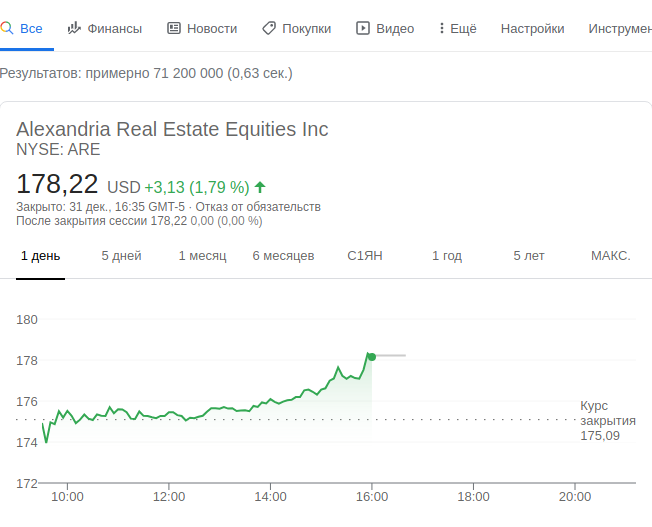 Все Финансы Новости Покупки Видео Ещё Настройки Инструмен
Результатов: примерно 71 200 000 (0,63 сек.)
Alexandria Real Estate Equities Inc
NYSE: ARE
178,22 USD +3,13 (1,79 %)
Закрыто: 31 дек., 16:35 GMT-5 · Отказ от обязательств
После закрытия сессии 178,22 0,00 (0,00 %)
1 день 5 дней 1 месяц 6 месяцев С1ЯН 1 год 5 лет МАКС.
180
178
176
174
172
Курс
закрытия
175,09
10:00 12:00 14:00 16:00 18:00 20:00